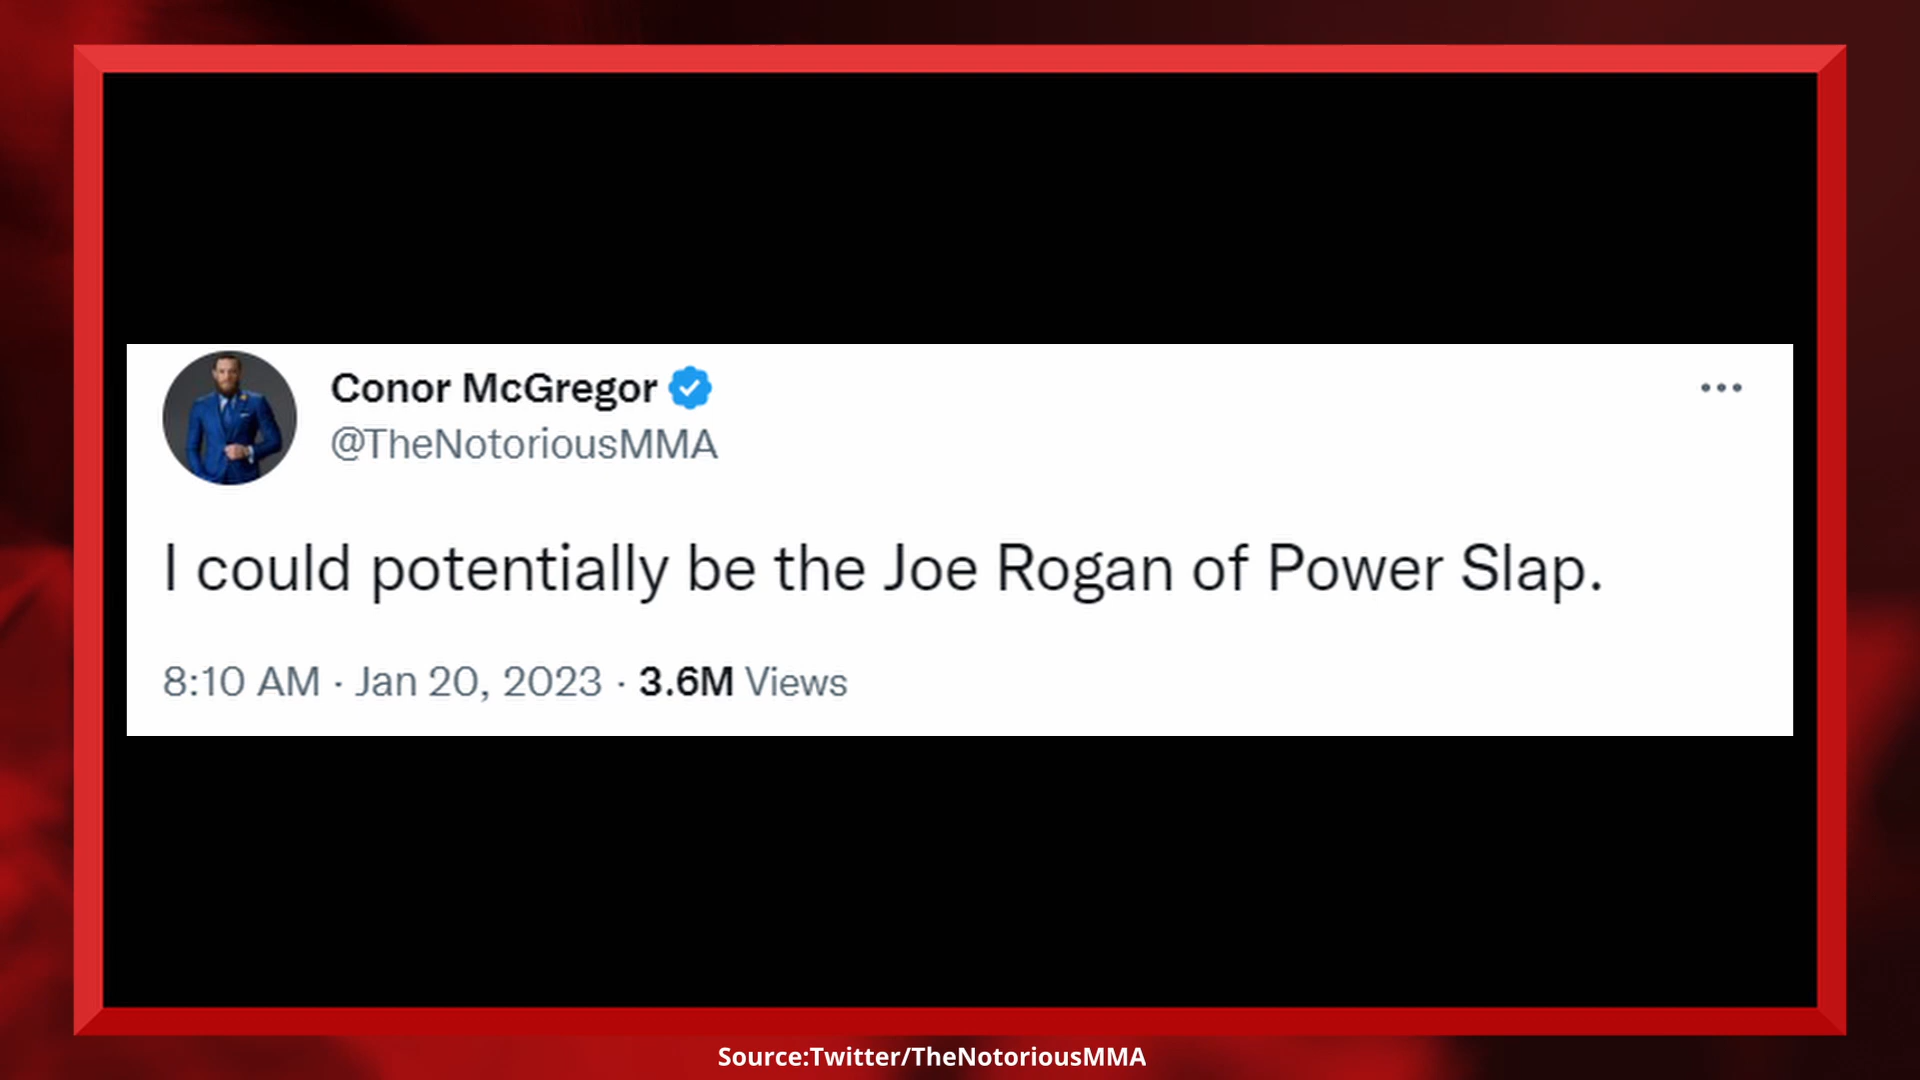 Conor McGregor
@TheNotoriousMMA
I could potentially be the Joe Rogan of Power Slap.
8:10 AM · Jan 20, 2023 · 3.6M Views
Source:Twitter/TheNotoriousMMA